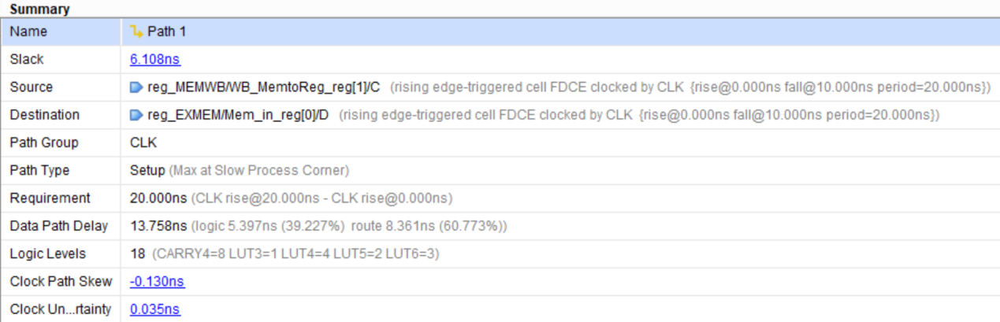 Summary
Name Path 1
Slack 6.108ns
Source reg_MEMWB/WB_MemtoReg_reg[1]/C (rising edge-triggered cell FDCE clocked by CLK {rise@0.000ns fall@10.000ns period=20.000ns})
Destination reg_EXMEM/Mem_in_reg[0]/D (rising edge-triggered cell FDCE clocked by CLK {rise@0.000ns fall@10.000ns period=20.000ns})
Path Group CLK
Path Type Setup (Max at Slow Process Corner)
Requirement 20.000ns (CLK rise@20.000ns - CLK rise@0.000ns)
Data Path Delay 13.758ns (logic 5.397ns (39.227%) route 8.361ns (60.773%))
Logic Levels 18 (CARRY4=8 LUT3=1 LUT4=4 LUT5=2 LUT6=3)
Clock Path Skew -0.130ns
Clock Un...rtainty 0.035ns